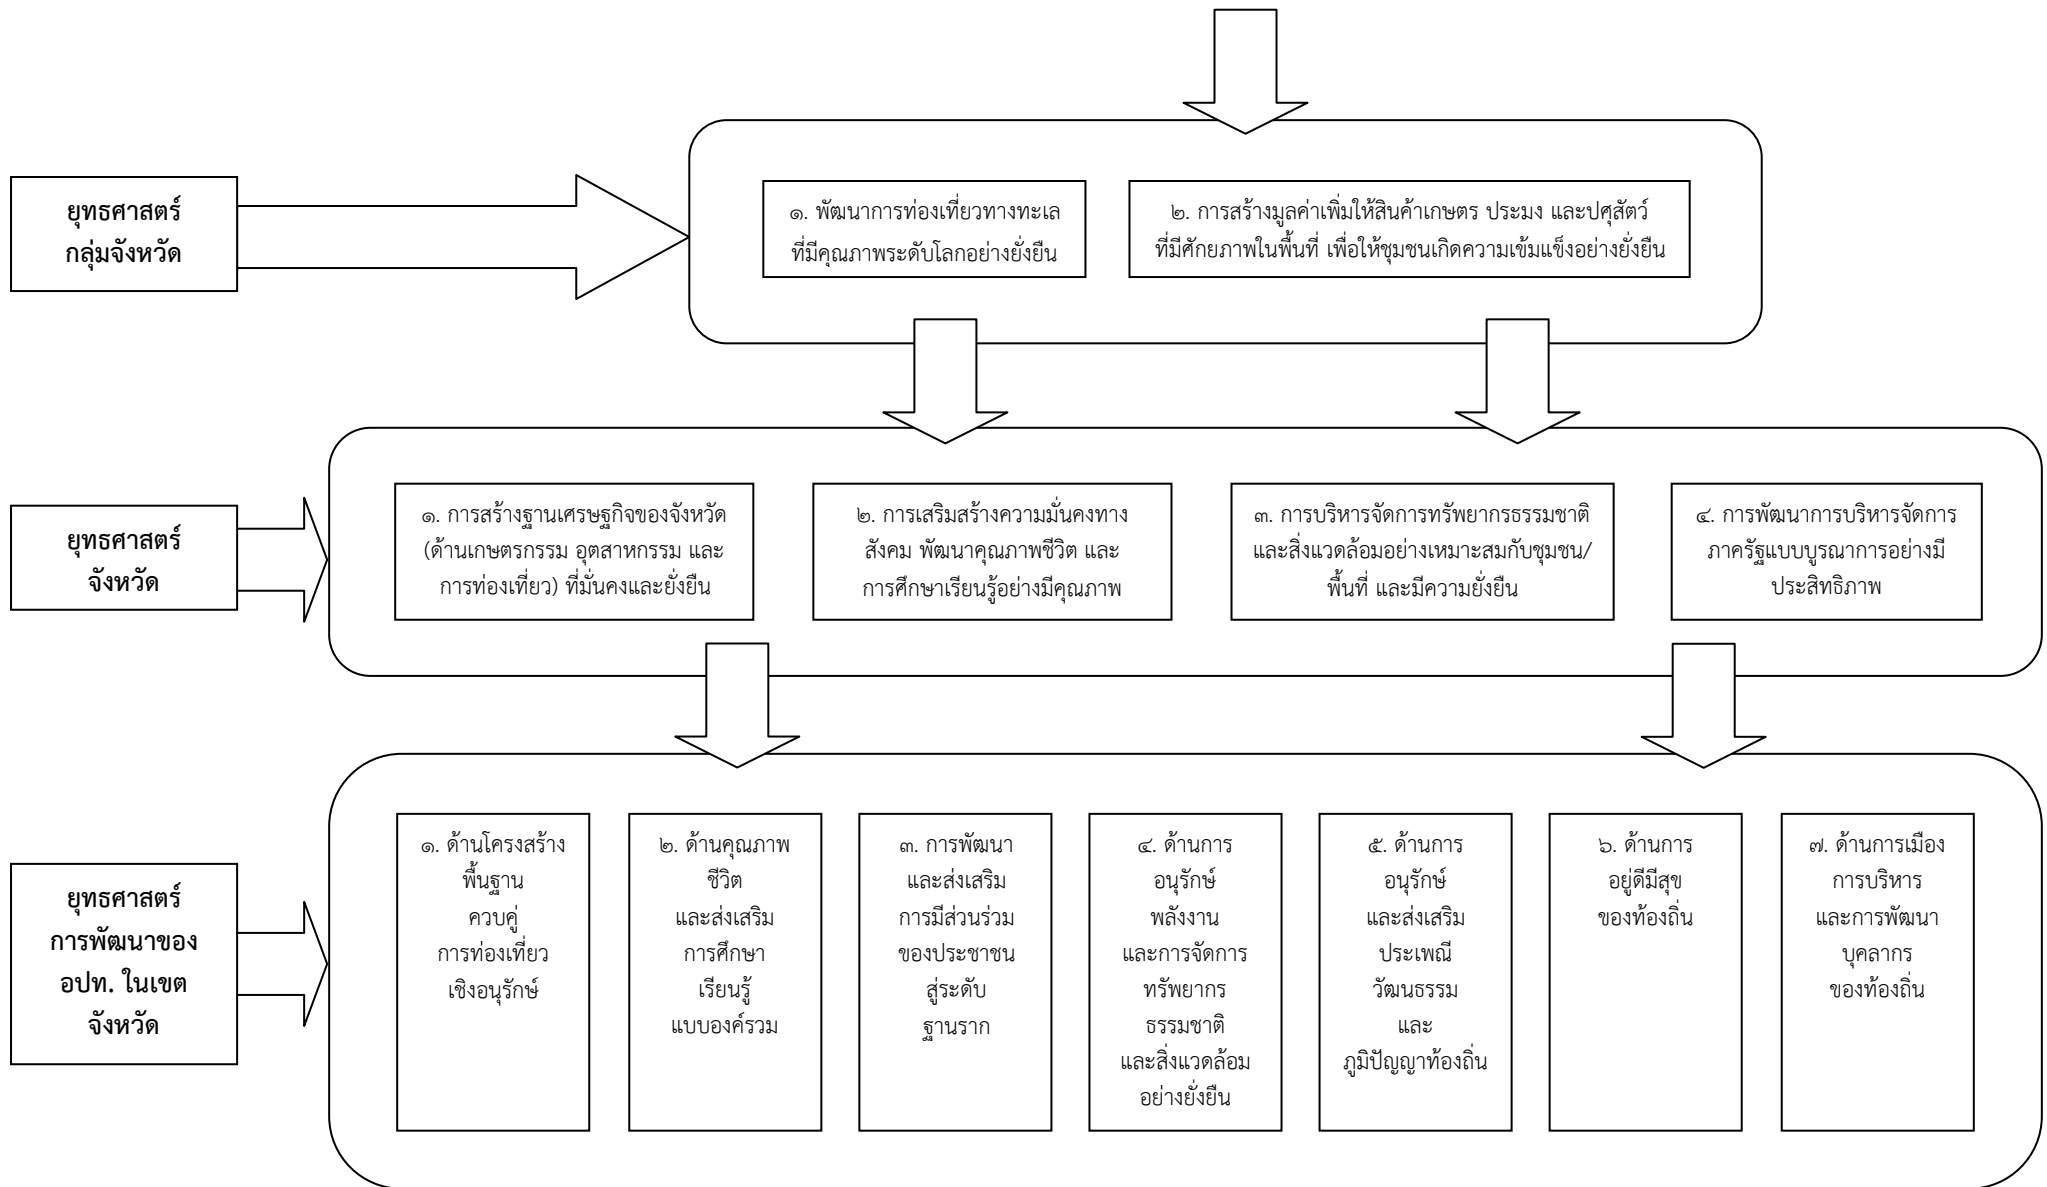 ยุทธศาสตร์
กลุ่มจังหวัด
๑. พัฒนาการท่องเที่ยวทางทะเล
ที่มีคุณภาพระดับโลกอย่างยั่งยืน
๒. การสร้างมูลค่าเพิ่มให้สินค้าเกษตร ประมง และปศุสัตว์
ที่มีศักยภาพในพื้นที่ เพื่อให้ชุมชนเกิดความเข้มแข็งอย่างยั่งยืน
ยุทธศาสตร์
จังหวัด
๑. การสร้างฐานเศรษฐกิจของจังหวัด
(ด้านเกษตรกรรม อุตสาหกรรม และ
การท่องเที่ยว) ที่มั่นคงและยั่งยืน
๒. การเสริมสร้างความมั่นคงทาง
สังคม พัฒนาคุณภาพชีวิต และ
การศึกษาเรียนรู้อย่างมีคุณภาพ
๓. การบริหารจัดการทรัพยากรธรรมชาติ
และสิ่งแวดล้อมอย่างเหมาะสมกับชุมชน/
พื้นที่ และมีความยั่งยืน
๔. การพัฒนาการบริหารจัดการ
ภาครัฐแบบบูรณาการอย่างมี
ประสิทธิภาพ
ยุทธศาสตร์
การพัฒนาของ
อปท. ในเขต
จังหวัด
๑. ด้านโครงสร้าง
พื้นฐาน
ควบคู่
การท่องเที่ยว
เชิงอนุรักษ์
๒. ด้านคุณภาพ
ชีวิต
และส่งเสริม
การศึกษา
เรียนรู้
แบบองค์รวม
๓. การพัฒนา
และส่งเสริม
การมีส่วนร่วม
ของประชาชน
สู่ระดับ
ฐานราก
๔. ด้านการ
อนุรักษ์
พลังงาน
และการจัดการ
ทรัพยากร
ธรรมชาติ
และสิ่งแวดล้อม
อย่างยั่งยืน
๕. ด้านการ
อนุรักษ์
และส่งเสริม
ประเพณี
วัฒนธรรม
และ
ภูมิปัญญาท้องถิ่น
๖. ด้านการ
อยู่ดีมีสุข
ของท้องถิ่น
๗. ด้านการเมือง
การบริหาร
และการพัฒนา
บุคลากร
ของท้องถิ่น